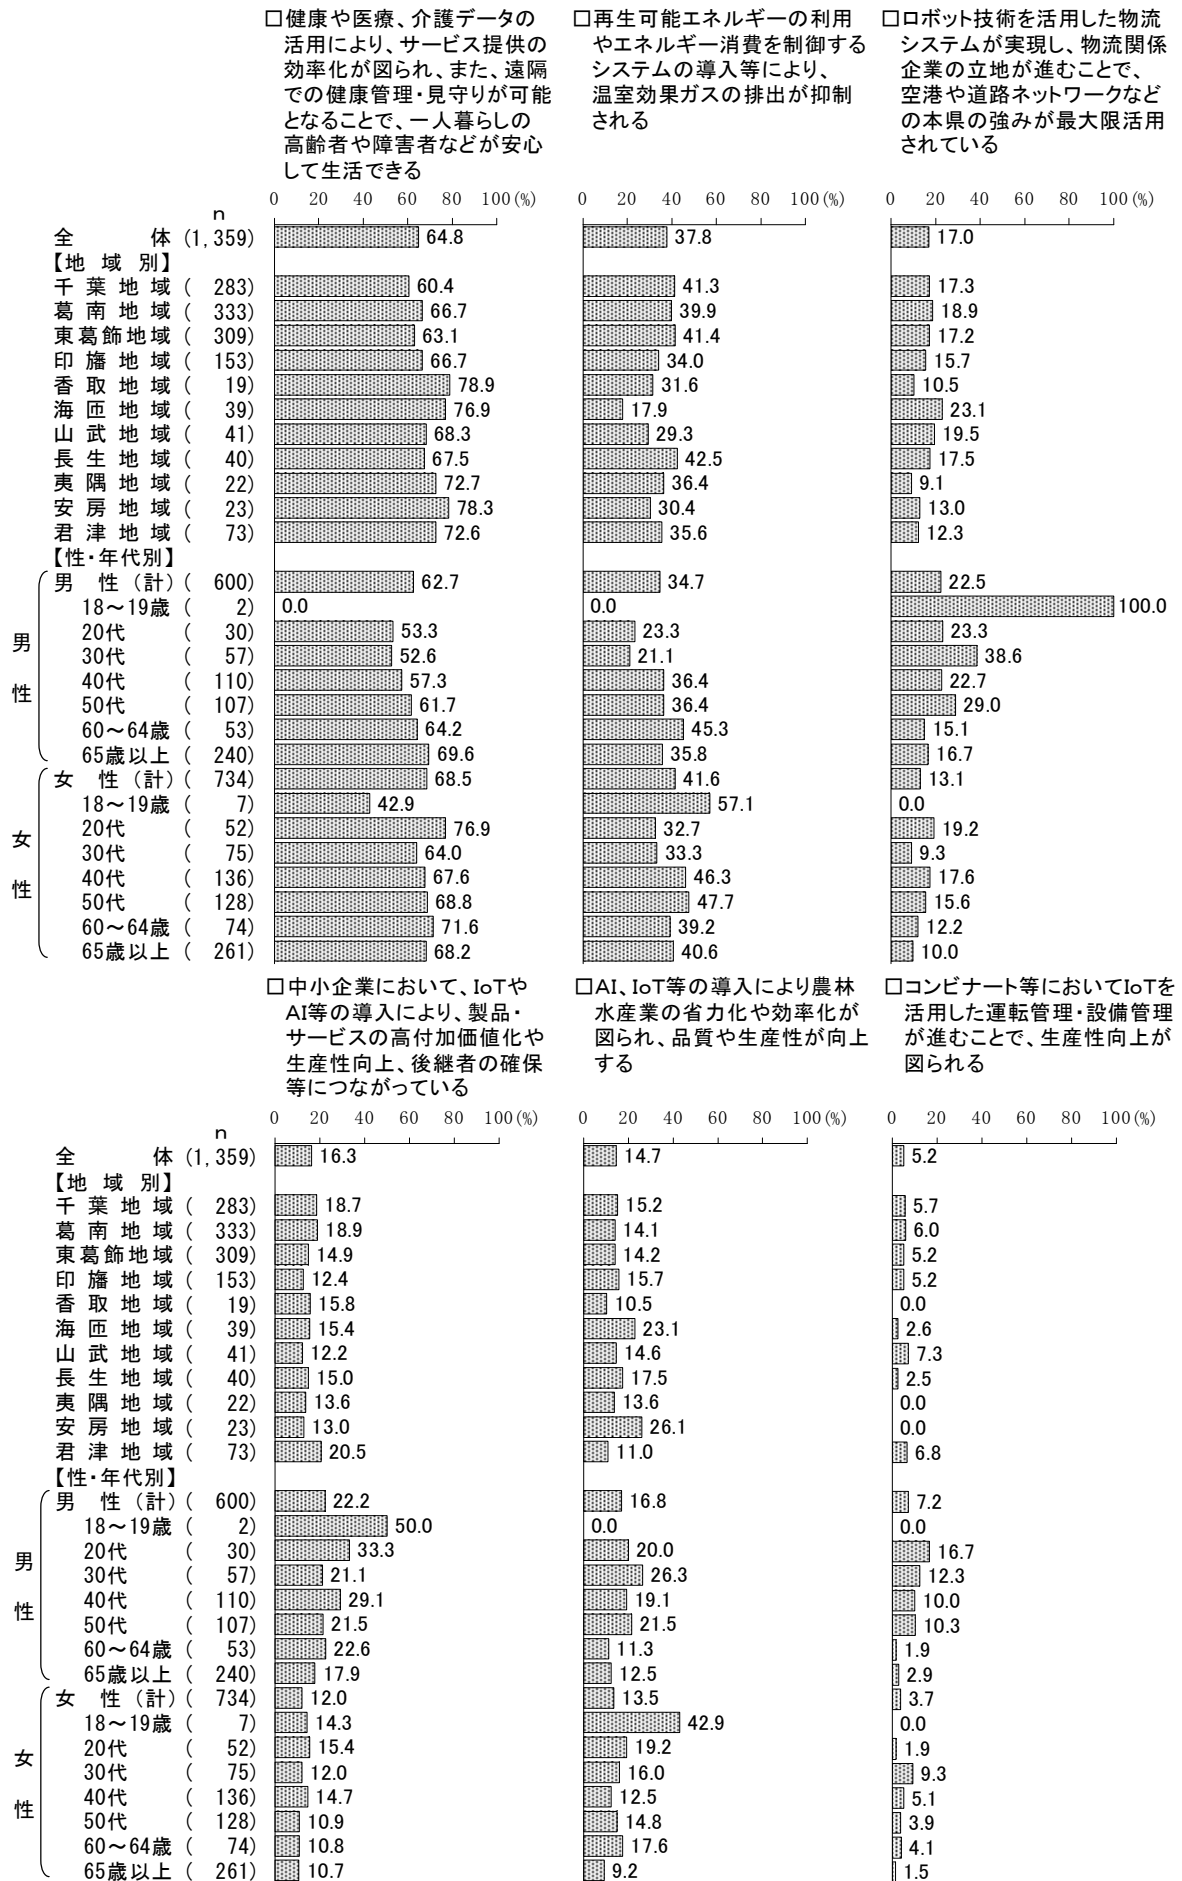 □健康や医療、介護データの
活用により、サービス提供の
効率化が図られ、また、遠隔
での健康管理・見守りが可能
となることで、一人暮らしの
高齢者や障害者などが安心
して生活できる
□再生可能エネルギーの利用
やエネルギー消費を制御する
システムの導入等により、
温室効果ガスの排出が抑制
される
□ロボット技術を活用した物流
システムが実現し、物流関係
企業の立地が進むことで、
空港や道路ネットワークなど
の本県の強みが最大限活用
されている
0 20 40 60 80 100(%) 0 20 40 60 80 100(%) 0 20 40 60 80 100(%)
n
全体 (1,359) 64.8 37.8 17.0
【地域別】
千葉地域 (283) 60.4 41.3 17.3
葛南地域 (333) 66.7 39.9 18.9
東葛飾地域 (309) 63.1 41.4 17.2
印旛地域 (153) 66.7 34.0 15.7
香取地域 (19) 78.9 31.6 10.5
海匝地域 (39) 76.9 17.9 23.1
山武地域 (41) 68.3 29.3 19.5
長生地域 (40) 67.5 42.5 17.5
夷隅地域 (22) 72.7 36.4 9.1
安房地域 (23) 78.3 30.4 13.0
君津地域 (73) 72.6 35.6 12.3
【性・年代別】
男性
男性(計) (600) 62.7 34.7 22.5
18～19歳 (2) 0.0 0.0 100.0
20代 (30) 53.3 23.3 23.3
30代 (57) 52.6 21.1 38.6
40代 (110) 57.3 36.4 22.7
50代 (107) 61.7 36.4 29.0
60～64歳 (53) 64.2 45.3 15.1
65歳以上 (240) 69.6 35.8 16.7
女性
女性(計) (734) 68.5 41.6 13.1
18～19歳 (7) 42.9 57.1 0.0
20代 (52) 76.9 32.7 19.2
30代 (75) 64.0 33.3 9.3
40代 (136) 67.6 46.3 17.6
50代 (128) 68.8 47.7 15.6
60～64歳 (74) 71.6 39.2 12.2
65歳以上 (261) 68.2 40.6 10.0
□中小企業において、IoTや
AI等の導入により、製品・
サービスの高付加価値化や
生産性向上、後継者の確保
等につながっている
□AI、IoT等の導入により農林
水産業の省力化や効率化が
図られ、品質や生産性が向上
する
□コンビナート等においてIoTを
活用した運転管理・設備管理
が進むことで、生産性向上が
図られる
0 20 40 60 80 100(%) 0 20 40 60 80 100(%) 0 20 40 60 80 100(%)
n
全体 (1,359) 16.3 14.7 5.2
【地域別】
千葉地域 (283) 18.7 15.2 5.7
葛南地域 (333) 18.9 14.1 6.0
東葛飾地域 (309) 14.9 14.2 5.2
印旛地域 (153) 12.4 15.7 5.2
香取地域 (19) 15.8 10.5 0.0
海匝地域 (39) 15.4 23.1 2.6
山武地域 (41) 12.2 14.6 7.3
長生地域 (40) 15.0 17.5 2.5
夷隅地域 (22) 13.6 13.6 0.0
安房地域 (23) 13.0 26.1 0.0
君津地域 (73) 20.5 11.0 6.8
【性・年代別】
男性
男性(計) (600) 22.2 16.8 7.2
18～19歳 (2) 50.0 0.0 0.0
20代 (30) 33.3 20.0 16.7
30代 (57) 21.1 26.3 12.3
40代 (110) 29.1 19.1 10.0
50代 (107) 21.5 21.5 10.3
60～64歳 (53) 22.6 11.3 1.9
65歳以上 (240) 17.9 12.5 2.9
女性
女性(計) (734) 12.0 13.5 3.7
18～19歳 (7) 14.3 42.9 0.0
20代 (52) 15.4 19.2 1.9
30代 (75) 12.0 16.0 9.3
40代 (136) 14.7 12.5 5.1
50代 (128) 10.9 14.8 3.9
60～64歳 (74) 10.8 17.6 4.1
65歳以上 (261) 10.7 9.2 1.5